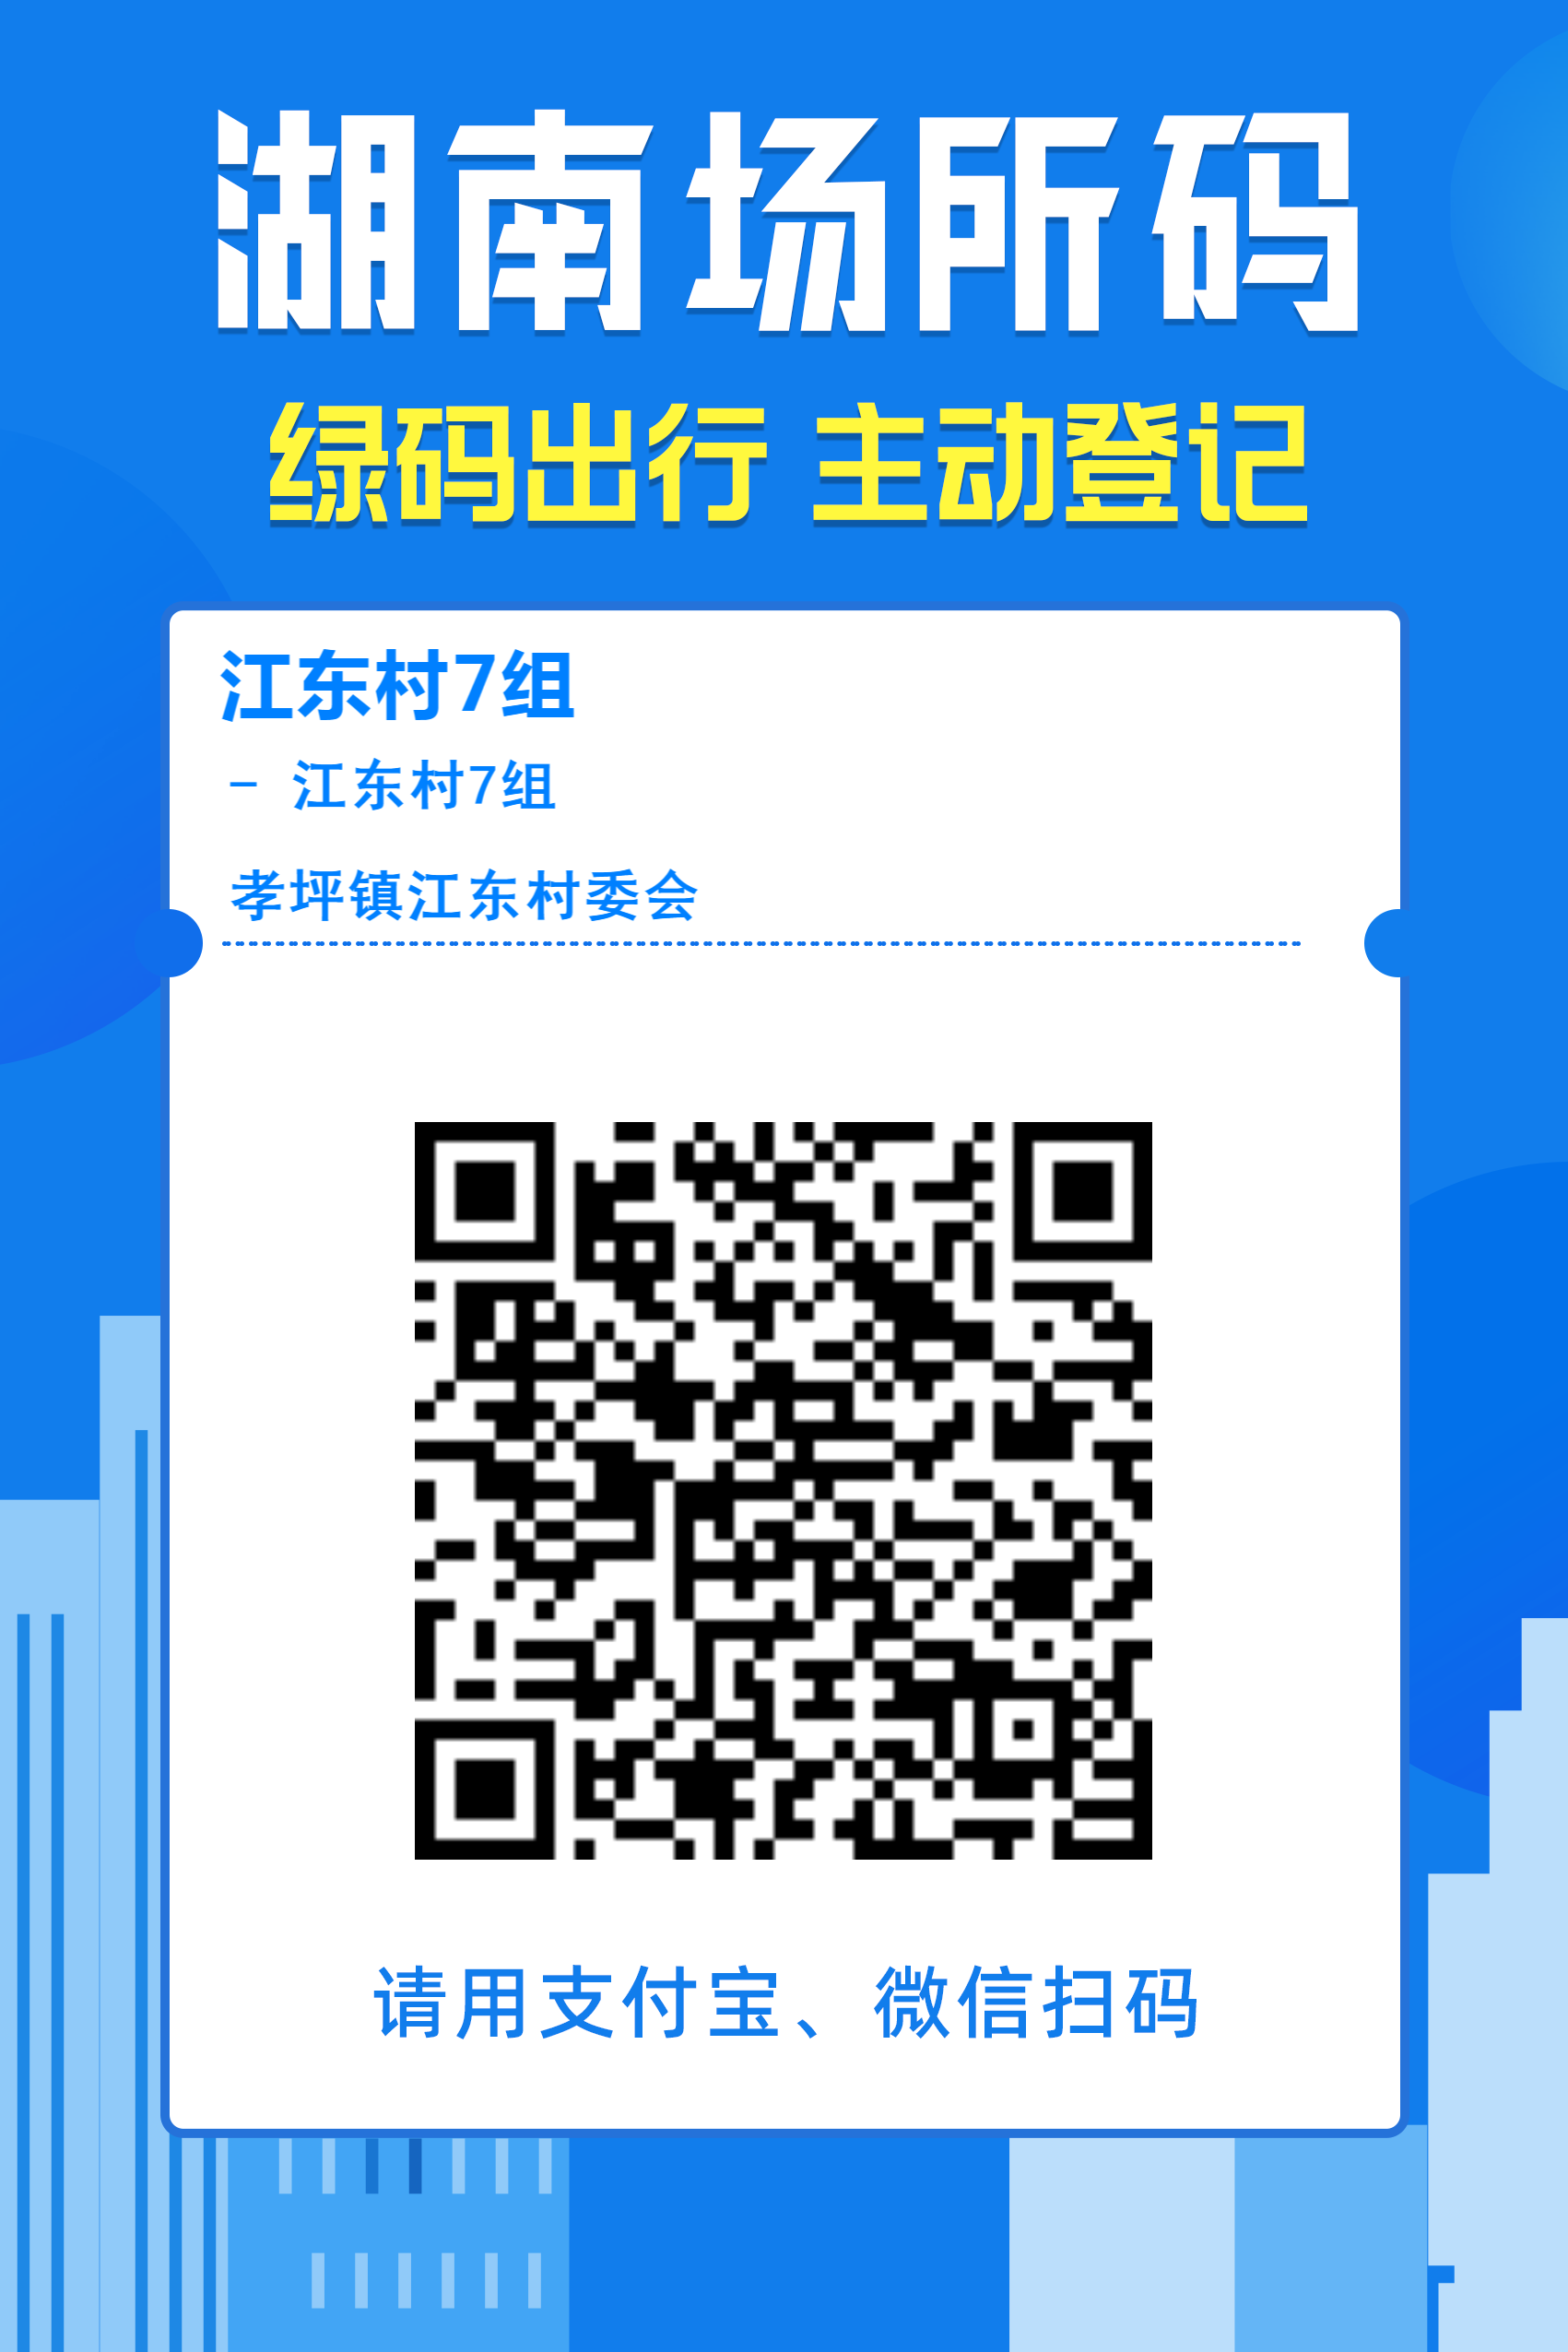 湖南场所码
绿码出行 主动登记
江东村7组
– 江东村7组
孝坪镇江东村委会
请用支付宝、微信扫码